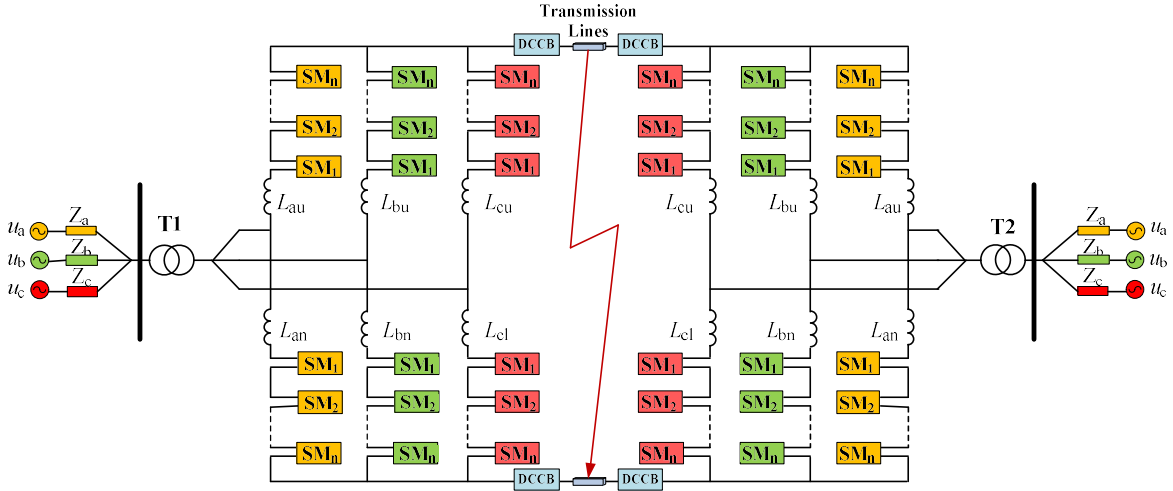 Transmission
Lines
DCCB DCCB
SMn SMn SMn SMn SMn SMn
SM2 SM2 SM2 SM2 SM2 SM2
SM1 SM1 SM1 SM1 SM1 SM1
Lau Lbu Lcu Lcu Lbu Lau
ua Za T1 T2 Za ua
ub Zb Zb ub
uc Zc Zc uc
Lan Lbn Lcl Lcl Lbn Lan
SM1 SM1 SM1 SM1 SM1 SM1
SM2 SM2 SM2 SM2 SM2 SM2
SMn SMn SMn SMn SMn SMn
DCCB DCCB